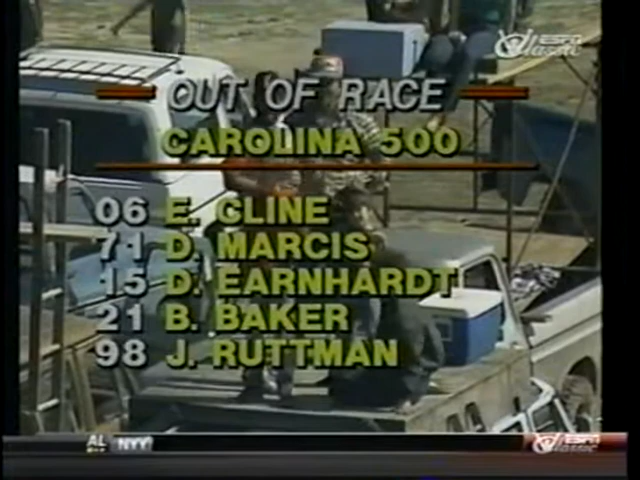 ESPN
Classic
OUT OF RACE
CAROLINA 500
06 E. CLINE
71 D. MARCIS
15 D. EARNHARDT
21 B. BAKER
98 J. RUTTMAN
AL NYY
ESPN
CLASSIC